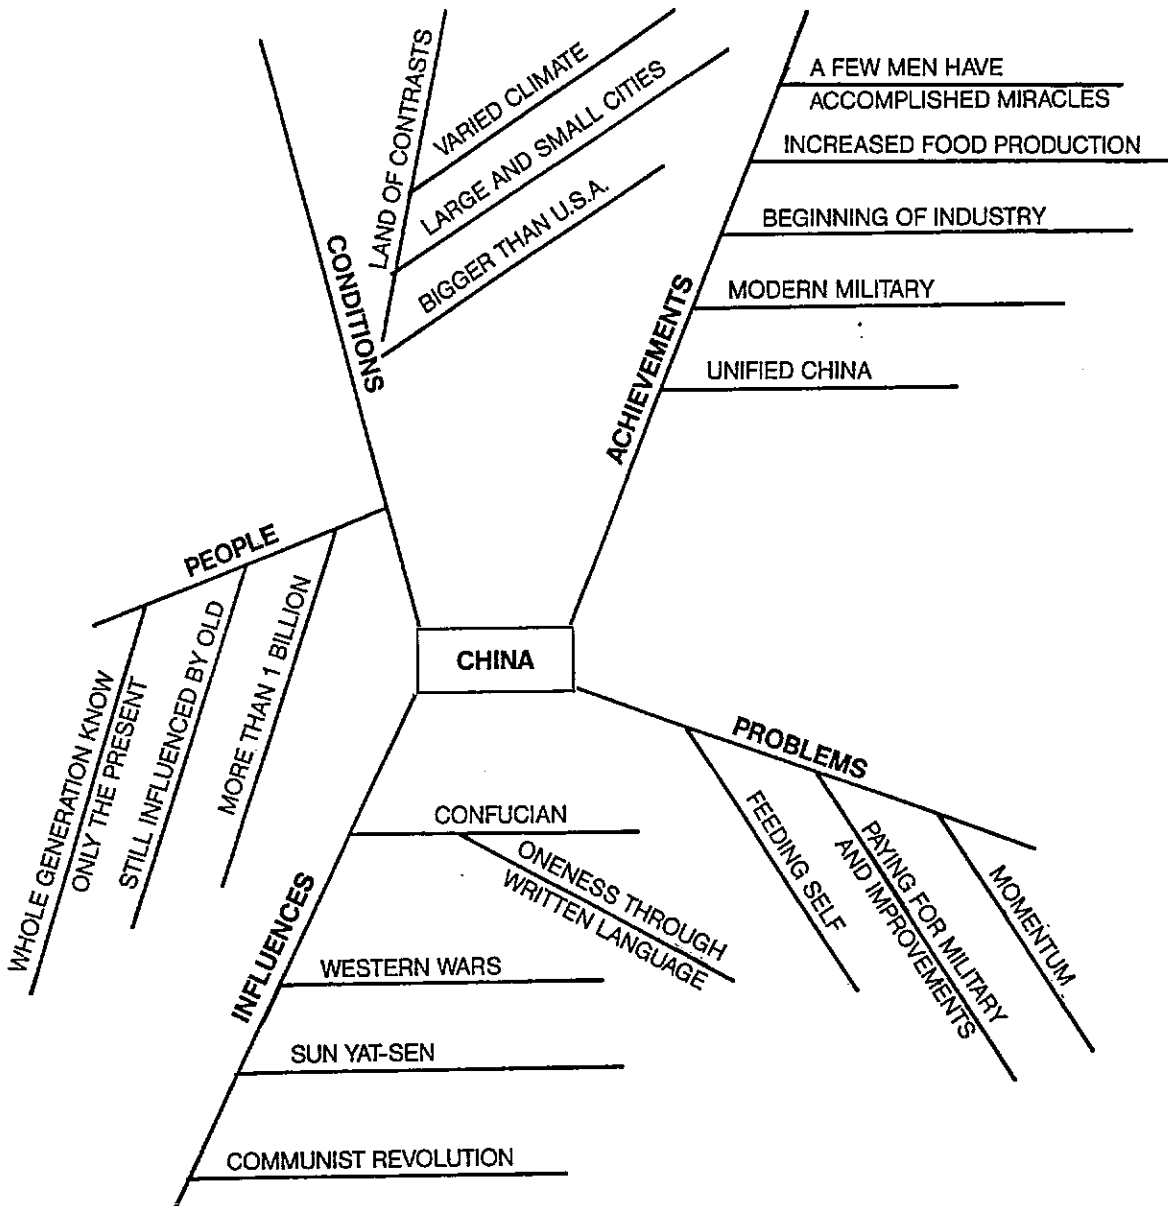 CONDITIONS
LAND OF CONTRASTS
VARIED CLIMATE
LARGE AND SMALL CITIES
BIGGER THAN U.S.A.
ACHIEVEMENTS
A FEW MEN HAVE
ACCOMPLISHED MIRACLES
INCREASED FOOD PRODUCTION
BEGINNING OF INDUSTRY
MODERN MILITARY
UNIFIED CHINA
PEOPLE
WHOLE GENERATION KNOW
ONLY THE PRESENT
STILL INFLUENCED BY OLD
MORE THAN 1 BILLION
CHINA
PROBLEMS
FEEDING SELF
PAYING FOR MILITARY
AND IMPROVEMENTS
MOMENTUM
INFLUENCES
CONFUCIAN
ONENESS THROUGH
WRITTEN LANGUAGE
WESTERN WARS
SUN YAT-SEN
COMMUNIST REVOLUTION